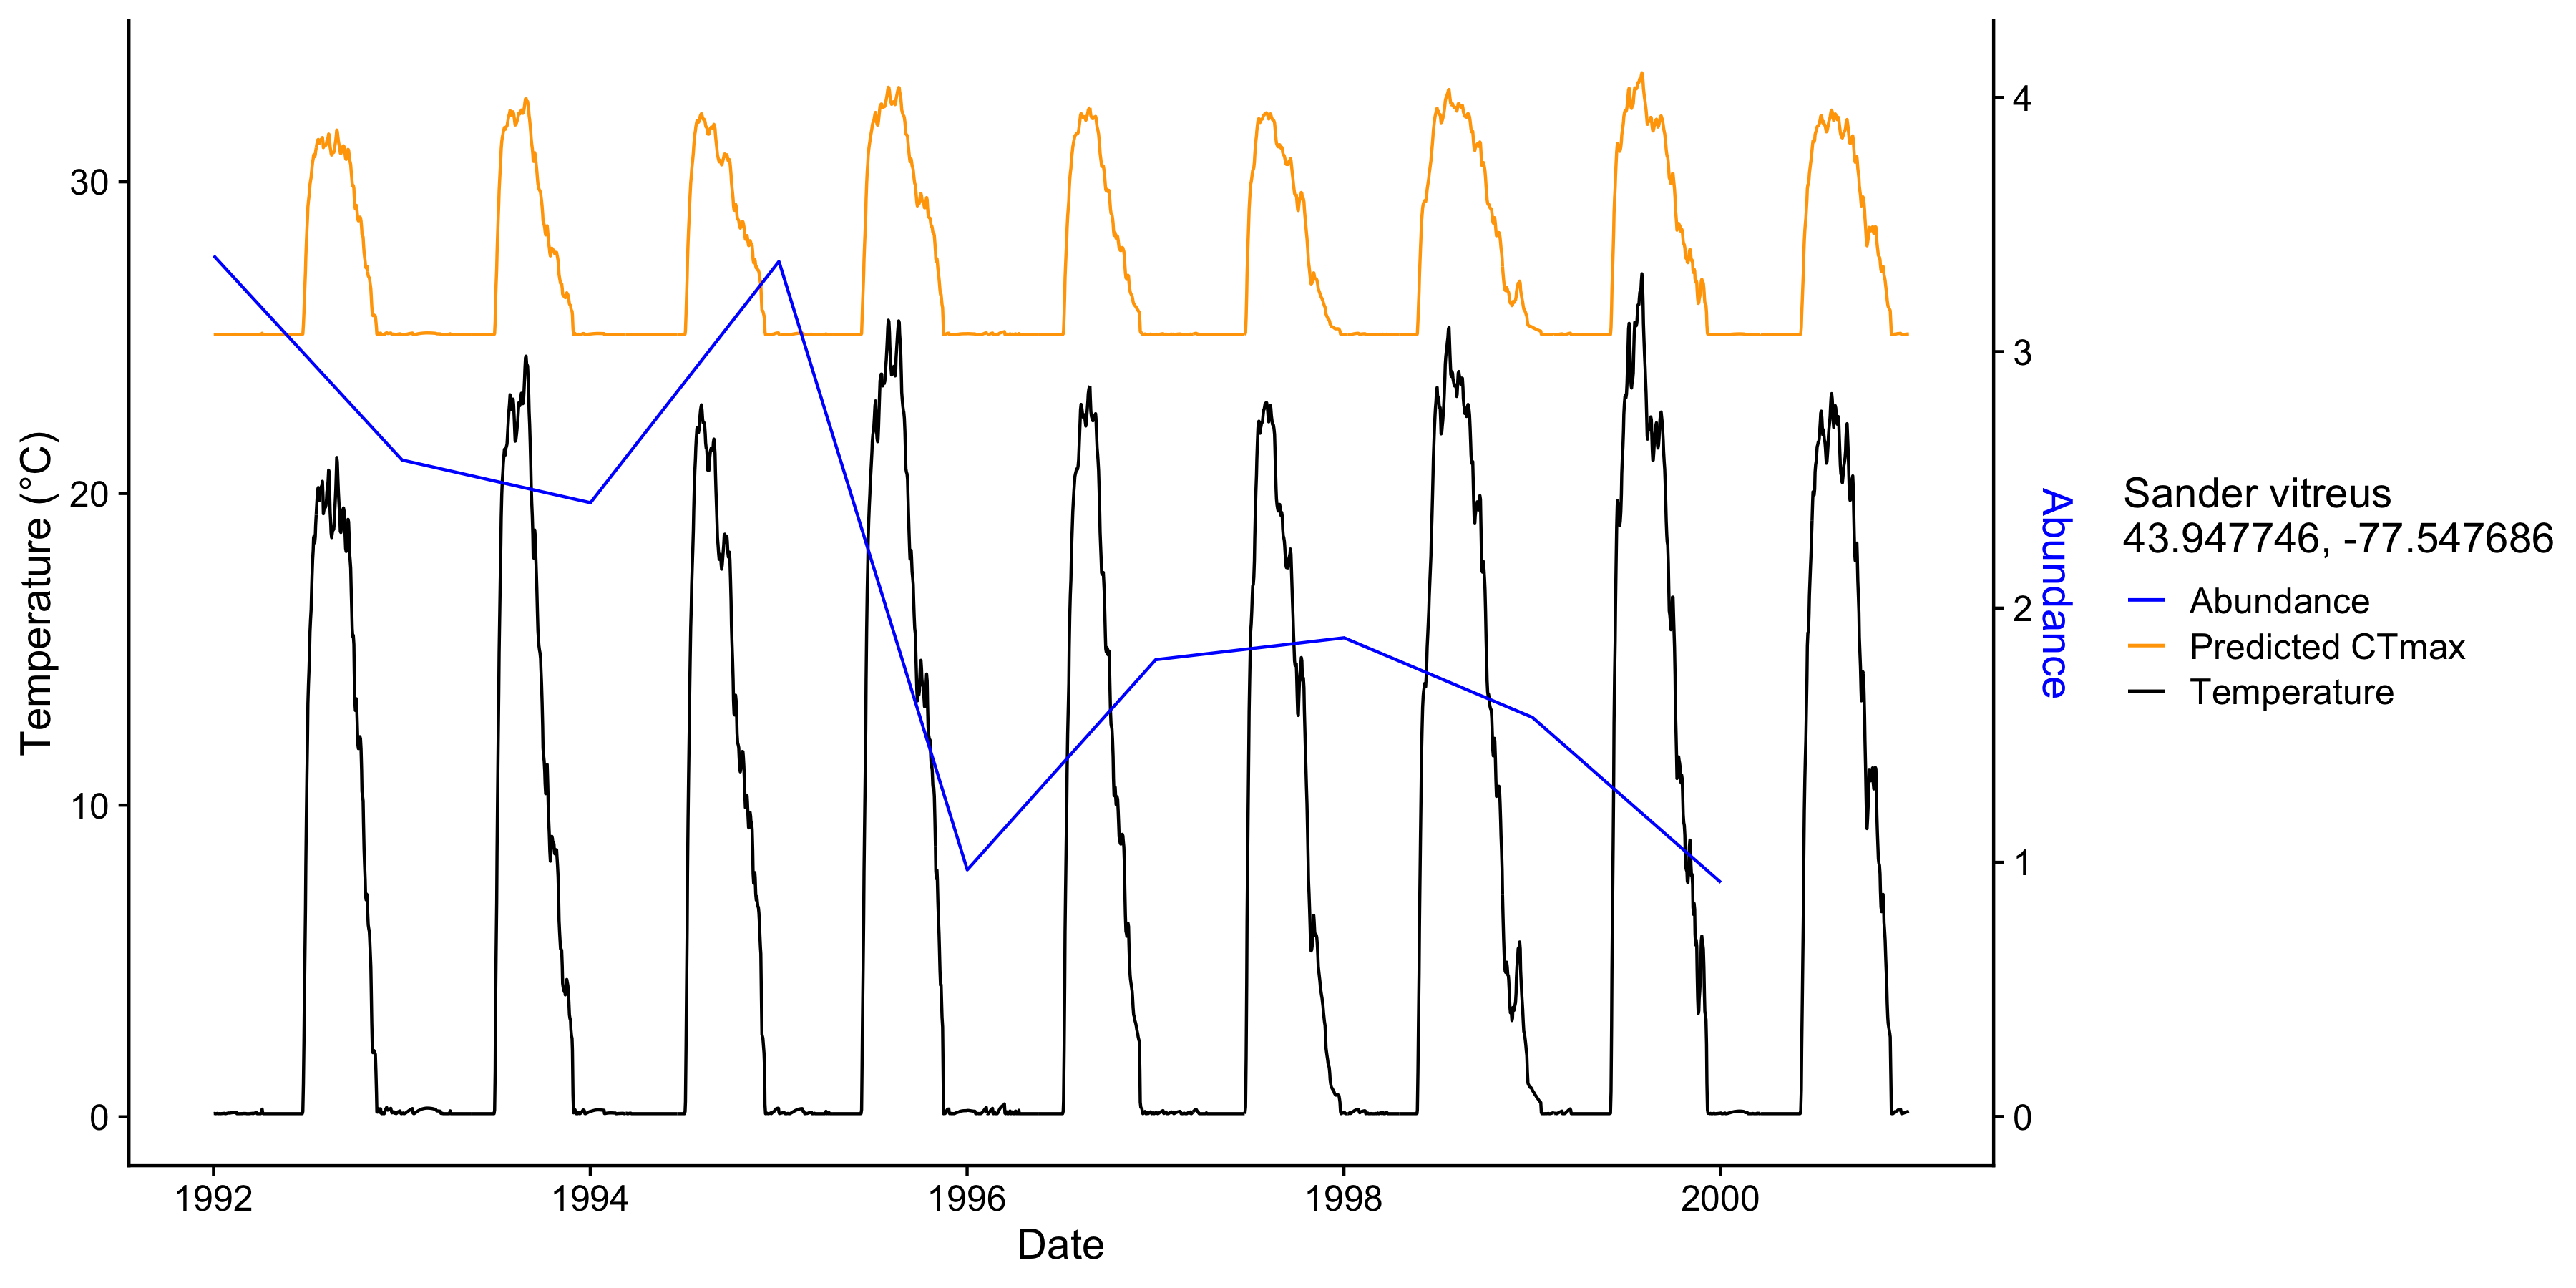 30
20
10
0
Temperature (°C)
4
3
2
1
0
Abundance
1992
1994
1996
1998
2000
Date
Sander vitreus
43.947746, -77.547686
Abundance
Predicted CTmax
Temperature